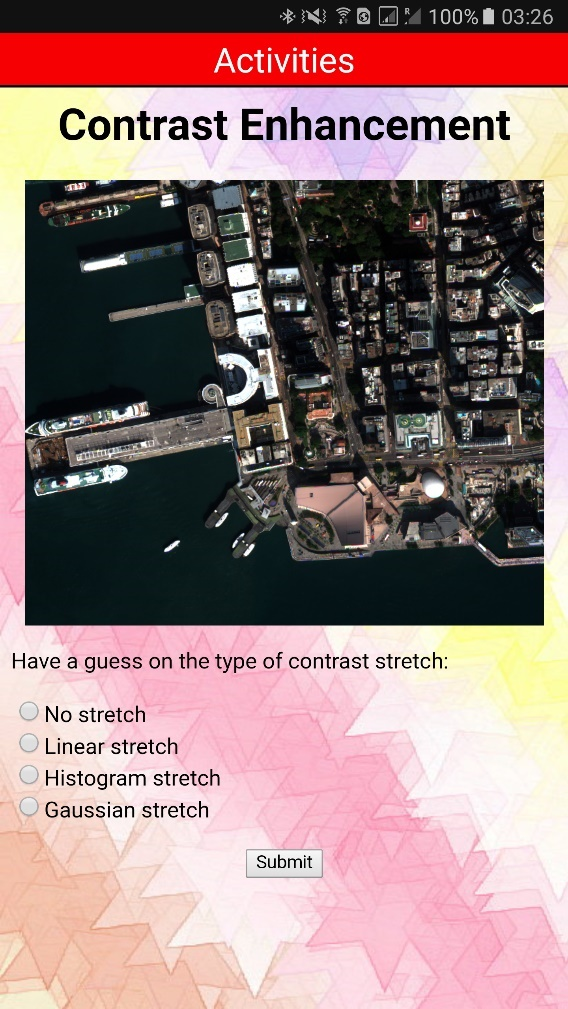 R 100% 03:26
Activities
Contrast Enhancement
Have a guess on the type of contrast stretch:
No stretch
Linear stretch
Histogram stretch
Gaussian stretch
Submit